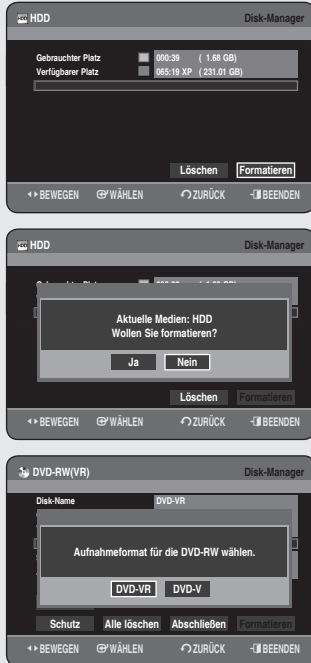 HDD Disk-Manager
Gebrauchter Platz 000:39 ( 1.68 GB)
Verfügbarer Platz 065:19 XP ( 231.01 GB)
Löschen Formatieren
BEWEGEN WÄHLEN ZURÜCK BEENDEN
HDD Disk-Manager
Aktuelle Medien: HDD
Wollen Sie formatieren?
Ja Nein
Löschen Formatieren
BEWEGEN WÄHLEN ZURÜCK BEENDEN
DVD-RW(VR) Disk-Manager
Disk-Name DVD-VR
Aufnahmeformat für die DVD-RW wählen.
DVD-VR DVD-V
Schutz Alle löschen Abschließen Formatieren
BEWEGEN WÄHLEN ZURÜCK BEENDEN